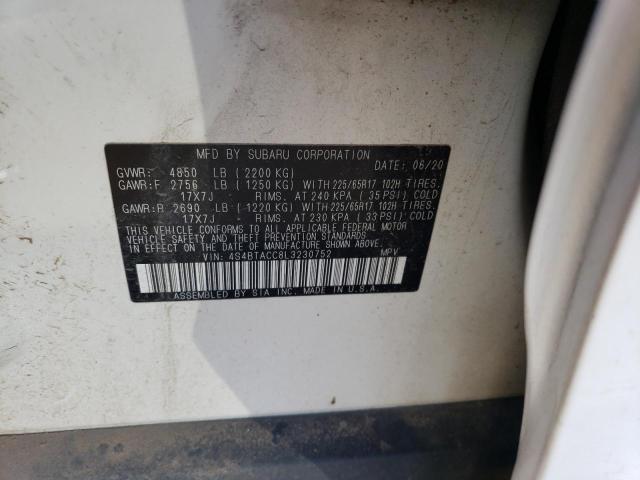 MFD BY SUBARU CORPORATION
DATE: 06/20
GVWR: 4850 LB (2200 KG)
GAWR:F 2756 LB (1250 KG) WITH 225/65R17 102H TIRES.
17X7J RIMS. AT 240 KPA (35 PSI) COLD
GAWR:R 2690 LB (1220 KG) WITH 225/65R17 102H TIRES.
17X7J RIMS. AT 230 KPA (33 PSI) COLD
THIS VEHICLE CONFORMS TO ALL APPLICABLE FEDERAL MOTOR
VEHICLE SAFETY AND THEFT PREVENTION STANDARDS
IN EFFECT ON THE DATE OF MANUFACTURE SHOWN ABOVE.
VIN: 4S4BTACC8L3230752 MPV
ASSEMBLED BY SIA INC. MADE IN U.S.A.